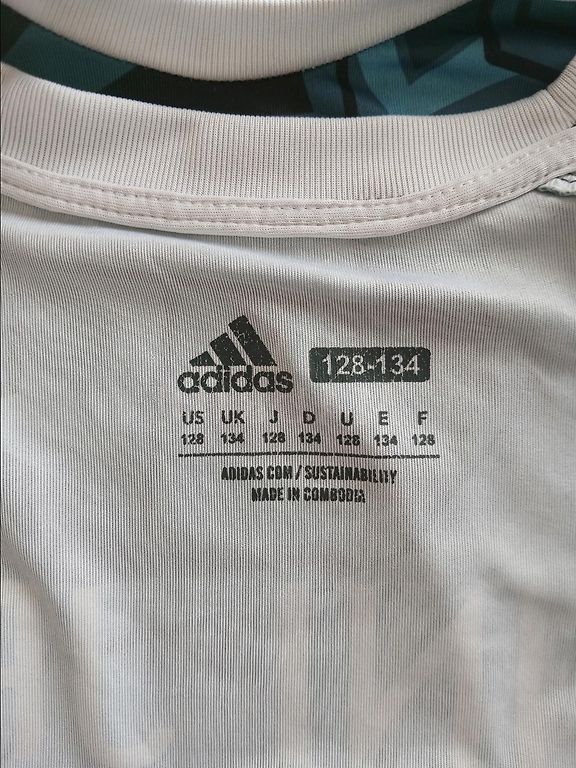 adidas 128-134
US UK J D U E F
128 134 128 134 128 134 128
ADIDAS COM / SUSTAINABILITY
MADE IN COMBODIA